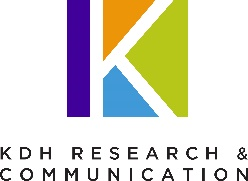 K
KDH RESEARCH &
COMMUNICATION